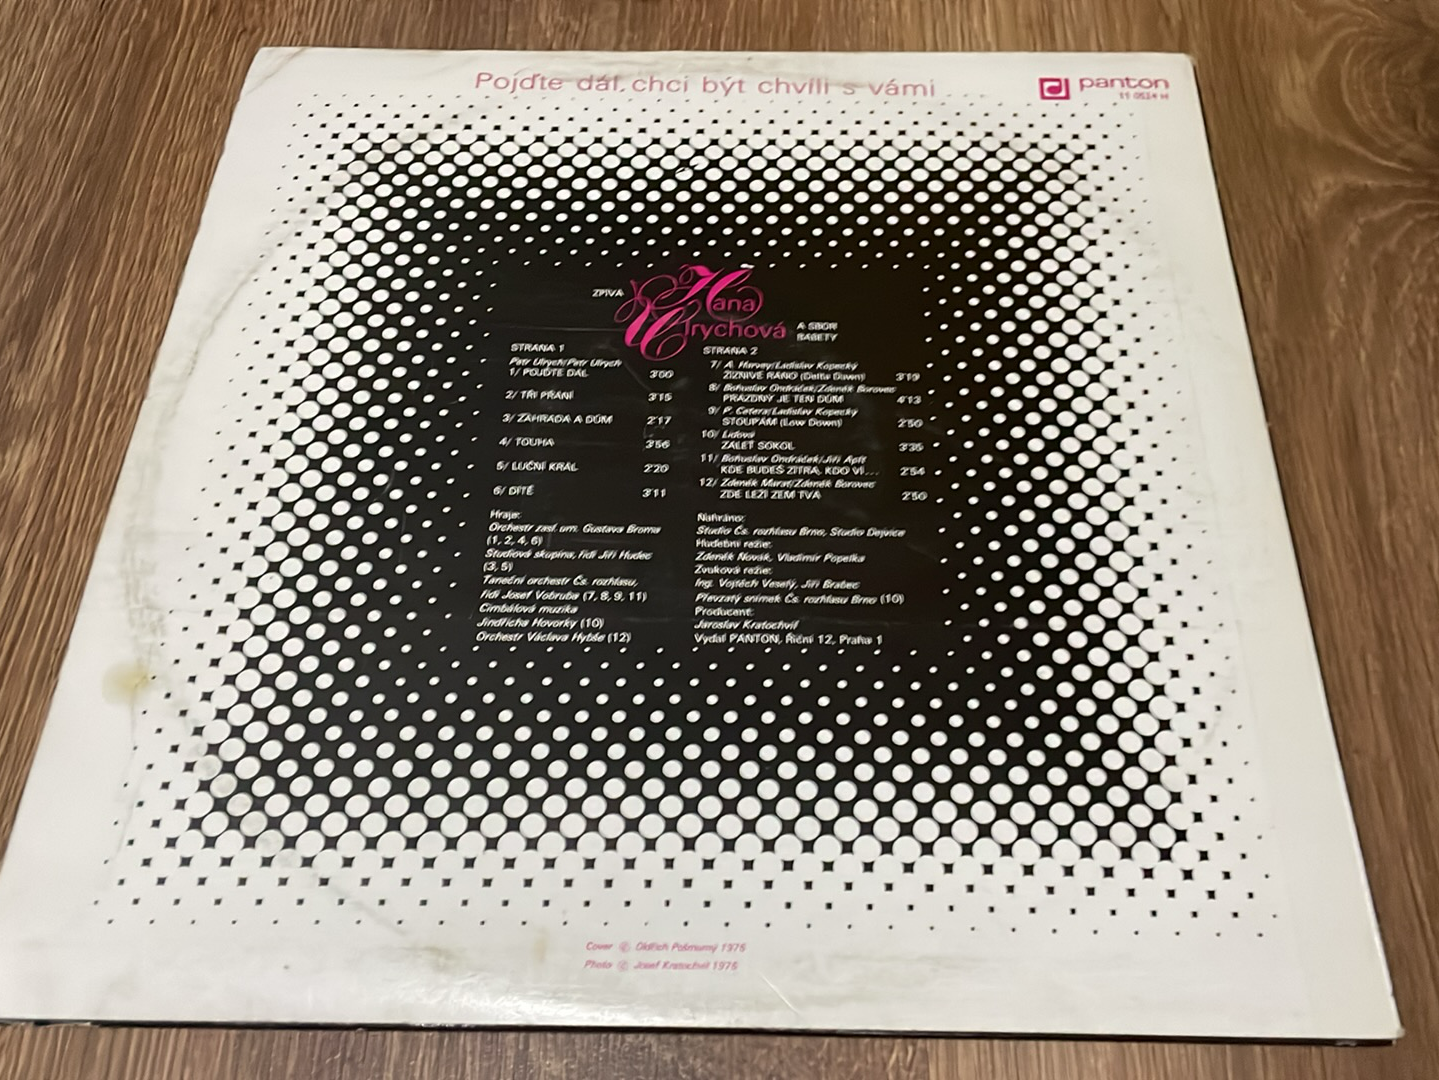 Pojďte dál, chci být chvíli s vámi
panton
11 0524 H
ZPÍVÁ
Hana
Ulrychová
A SBOR
BABETY
STRANA 1
Petr Ulrych/Petr Ulrych
1/ POJĎTE DÁL 3'00
2/ TŘI PŘÁNÍ 3'15
3/ ZAHRADA A DŮM 2'17
4/ TOUHA 3'56
5/ LUČNÍ KRÁL 2'20
6/ DÍTĚ 3'11
Hraje:
Orchestr zasl. um. Gustava Broma
(1, 2, 4, 6)
Studiová skupina, řídí Jiří Hudec
(3, 5)
Taneční orchestr Čs. rozhlasu,
řídí Josef Vobruba (7, 8, 9, 11)
Cimbálová muzika
Jindřicha Hovorky (10)
Orchestr Václava Hybše (12)
STRANA 2
7/ A. Harvey/Ladislav Kopecký
ŽÍZNIVÉ RÁNO (Delta Dawn) 3'19
8/ Bohuslav Ondráček/Zdeněk Borovec
PRÁZDNÝ JE TEN DŮM 4'13
9/ P. Cetera/Ladislav Kopecký
STOUPÁM (Low Down) 2'50
10/ Lidová
ZALEŤ SOKOL 3'35
11/ Bohuslav Ondráček/Jiří Aplt
KDE BUDEŠ ZÍTRA, KDO VÍ... 2'54
12/ Zdeněk Marat/Zdeněk Borovec
ZDE LEŽÍ ZEM TVÁ 2'50
Nahráno:
Studio Čs. rozhlasu Brno, Studio Dejvice
Hudební režie:
Zdeněk Novák, Vladimír Popelka
Zvuková režie:
Ing. Vojtěch Veselý, Jiří Brabec
Převzatý snímek Čs. rozhlasu Brno (10)
Producent:
Jaroslav Kratochvíl
Vydal PANTON, Říční 12, Praha 1
Cover © Oldřich Pošmurný 1975
Photo © Josef Kratochvíl 1975